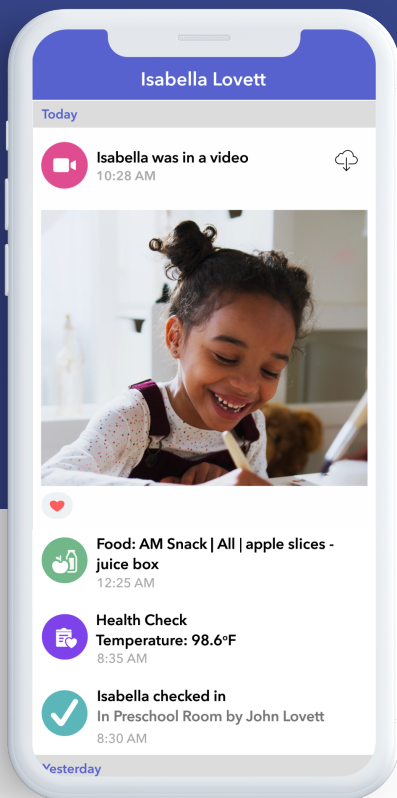 Isabella Lovett
Today
Isabella was in a video
10:28 AM
Food: AM Snack | All | apple slices -
juice box
12:25 AM
Health Check
Temperature: 98.6°F
8:35 AM
Isabella checked in
In Preschool Room by John Lovett
8:30 AM
Yesterday